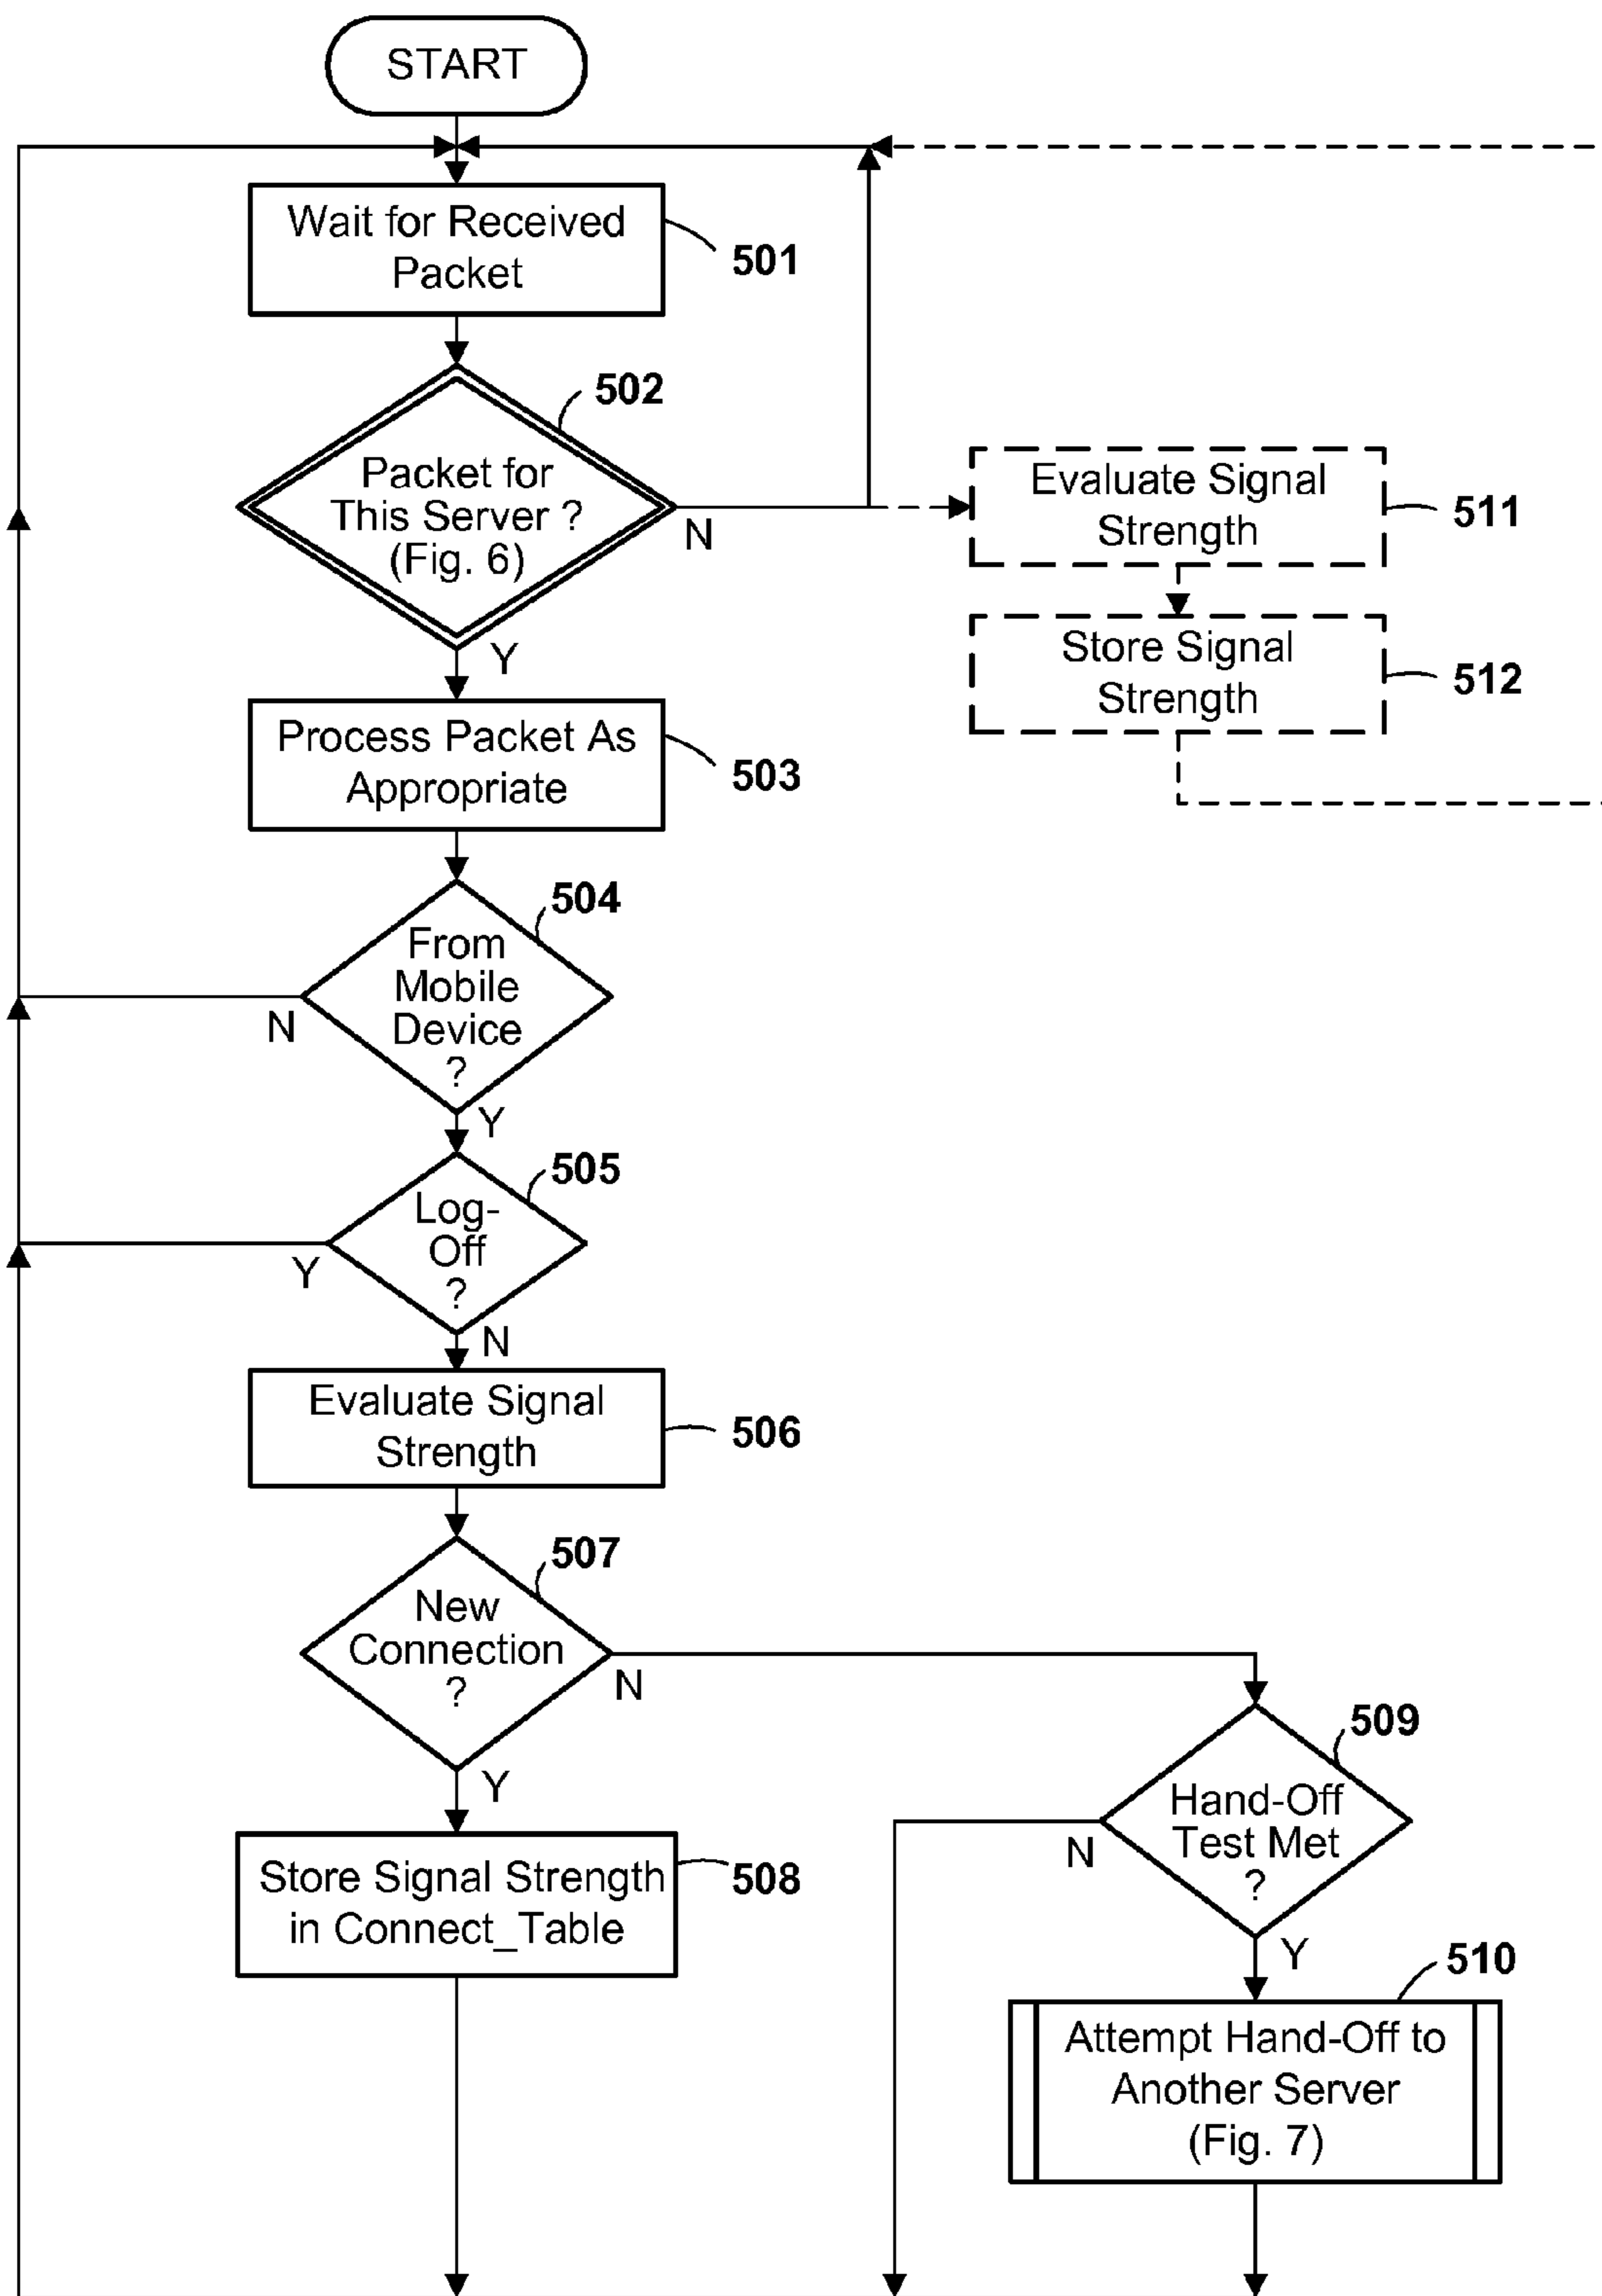 START
Wait for Received
Packet
501
502
Packet for
This Server ?
(Fig. 6)
N
Y
Evaluate Signal
Strength
511
Store Signal
Strength
512
Process Packet As
Appropriate
503
504
From
Mobile
Device
?
N
Y
505
Log-
Off
?
Y
N
Evaluate Signal
Strength
506
507
New
Connection
?
N
Y
Store Signal Strength
in Connect_Table
508
509
Hand-Off
Test Met
?
N
Y
510
Attempt Hand-Off to
Another Server
(Fig. 7)